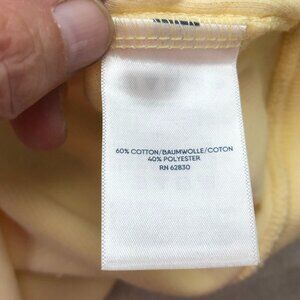 60% COTTON/BAUMWOLLE/COTON
40% POLYESTER
RN 62830